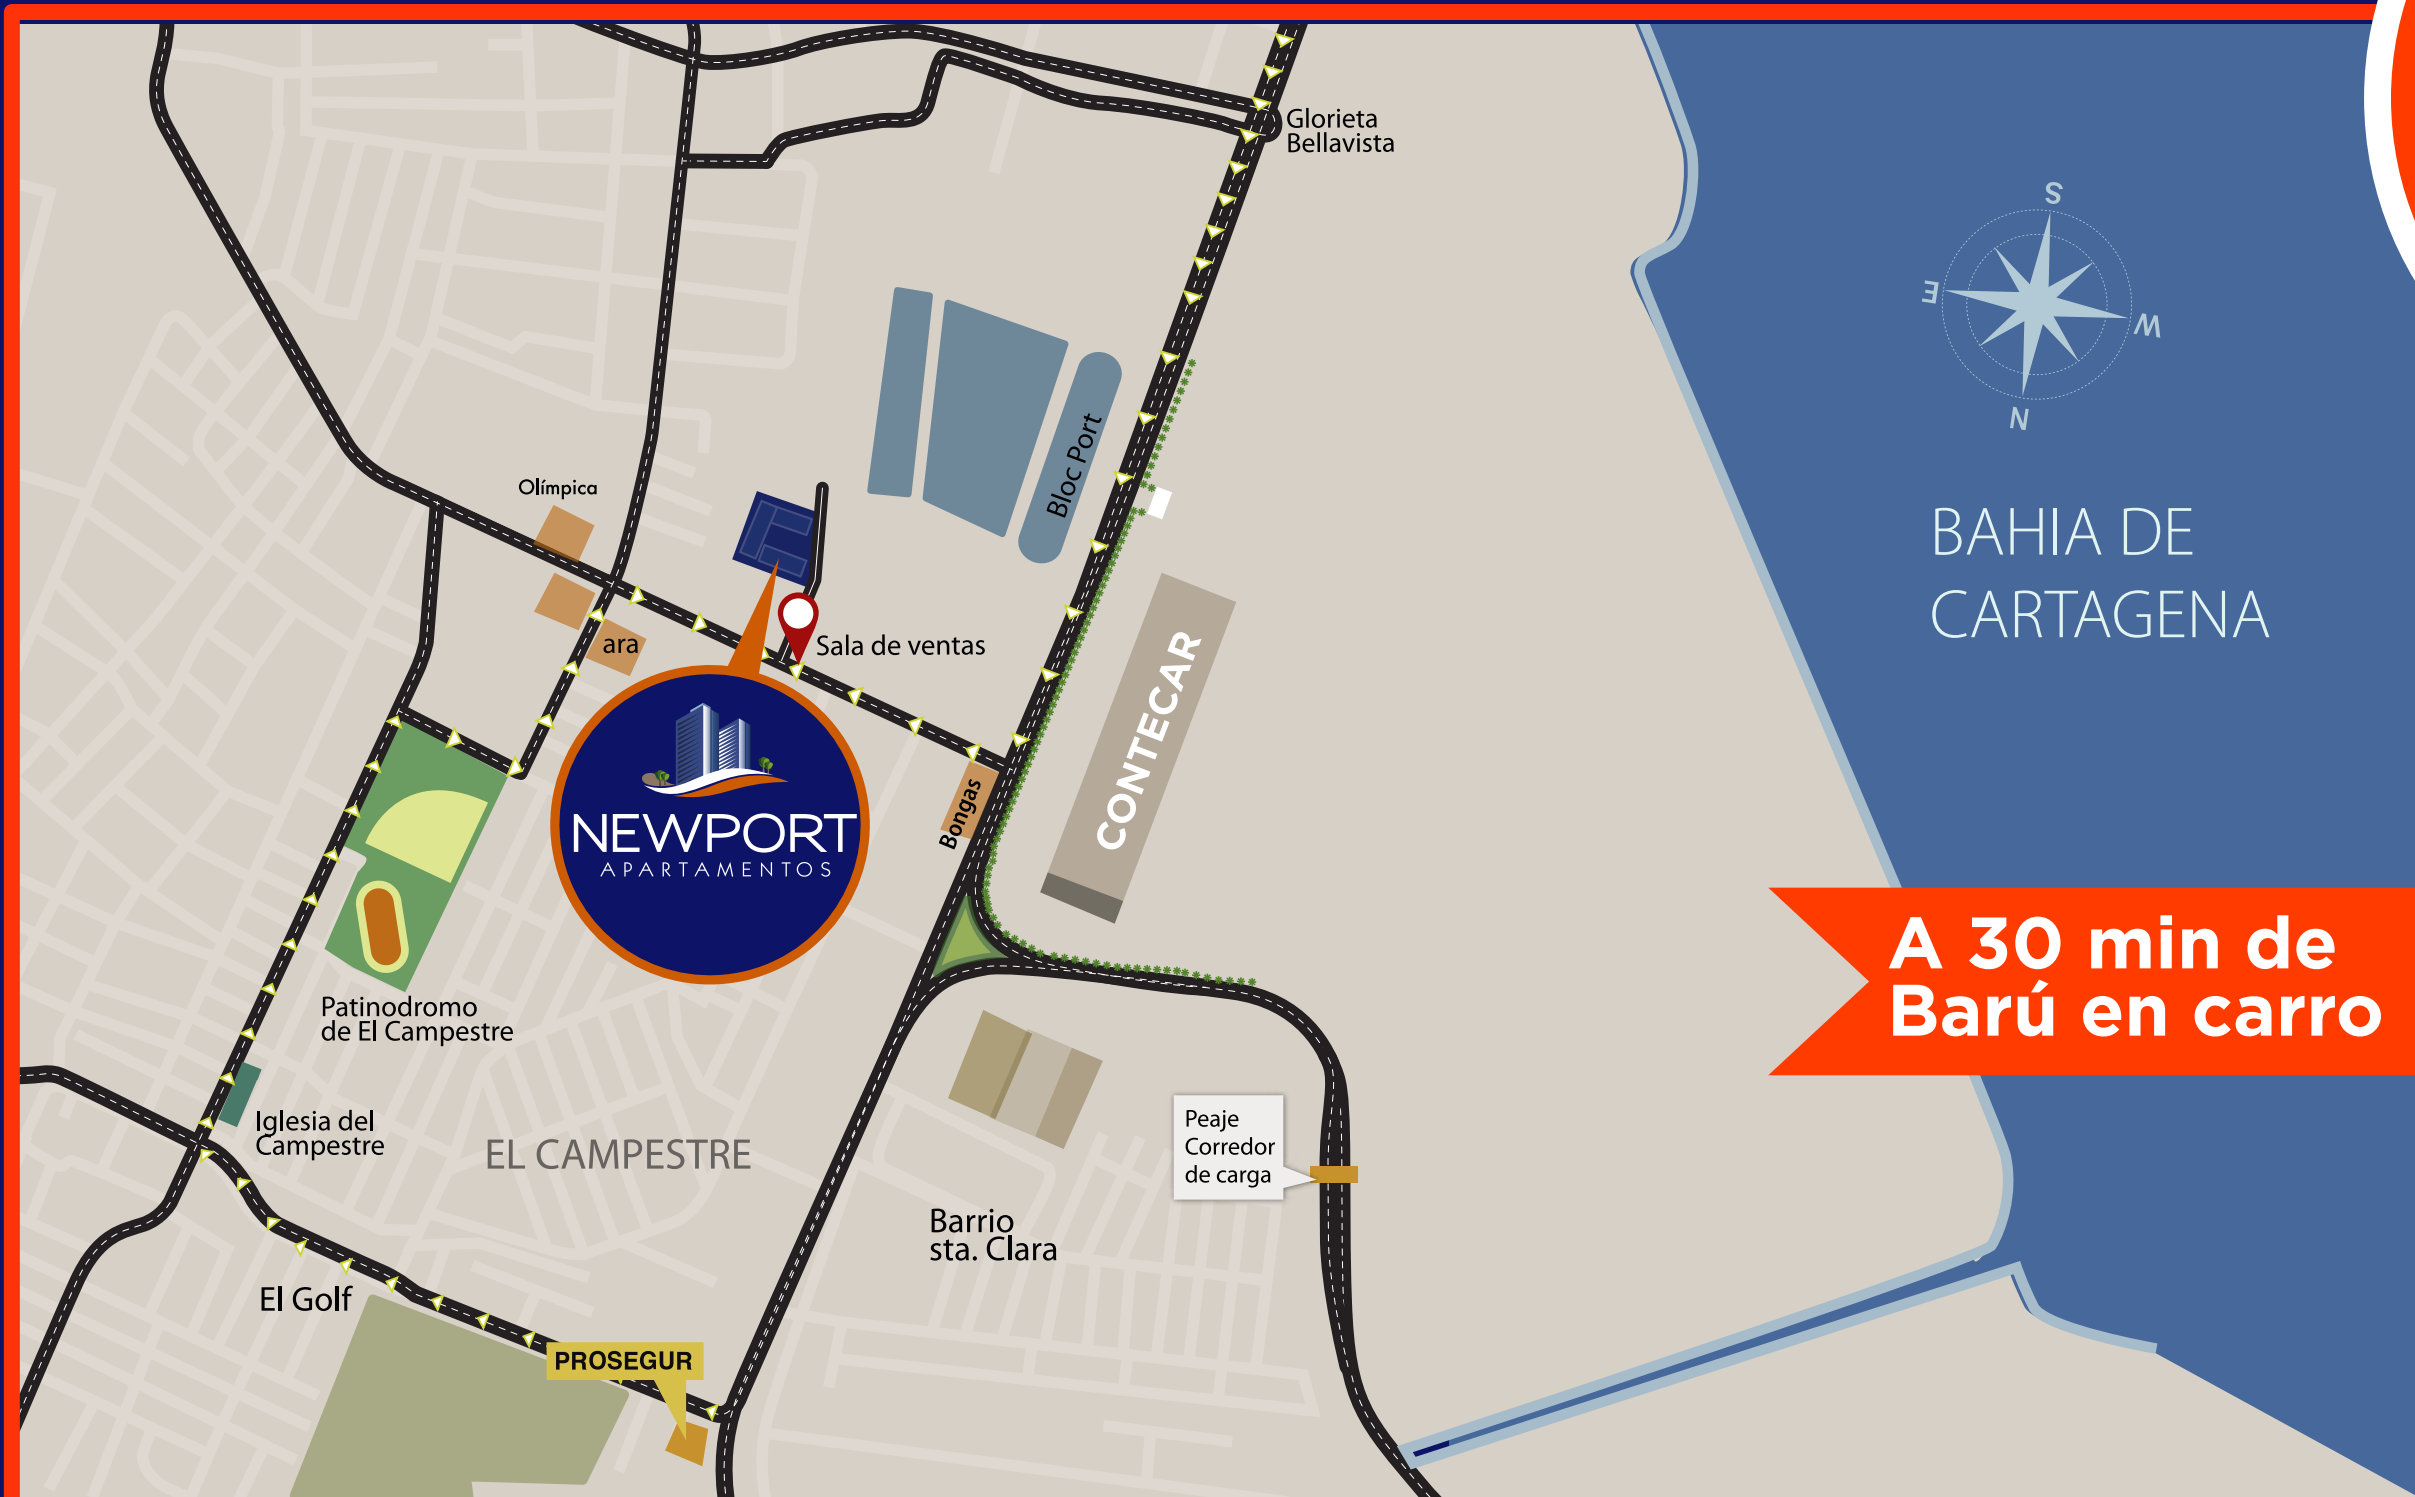 Glorieta
Bellavista
S
E
W
N
BAHIA DE
CARTAGENA
Olímpica
Bloc Port
ara
Sala de ventas
CONTECAR
Bongas
NEWPORT
APARTAMENTOS
A 30 min de
Barú en carro
Patinodromo
de El Campestre
Iglesia del
Campestre
EL CAMPESTRE
Peaje
Corredor
de carga
Barrio
sta. Clara
El Golf
PROSEGUR